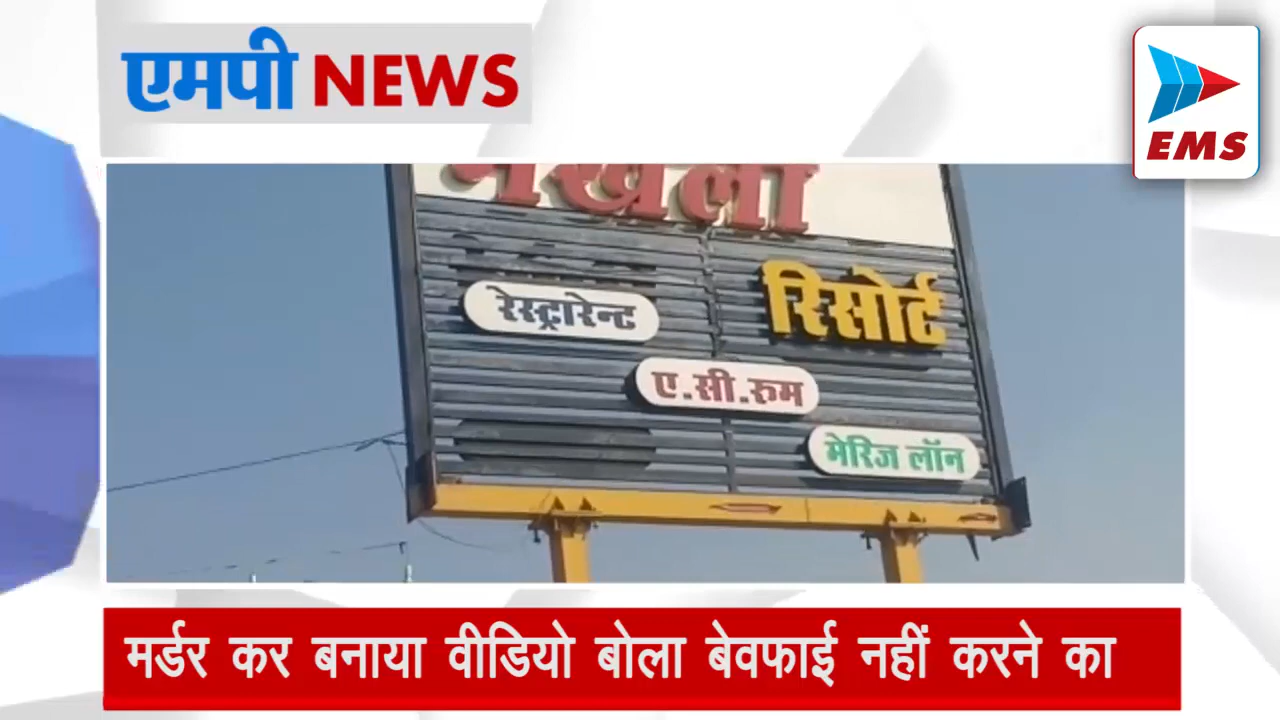 एमपी NEWS
EMS
रेस्ट्रारेन्ट
रिसोर्ट
ए.सी.रूम
मेरिज लॉन
मर्डर कर बनाया वीडियो बोला बेवफाई नहीं करने का